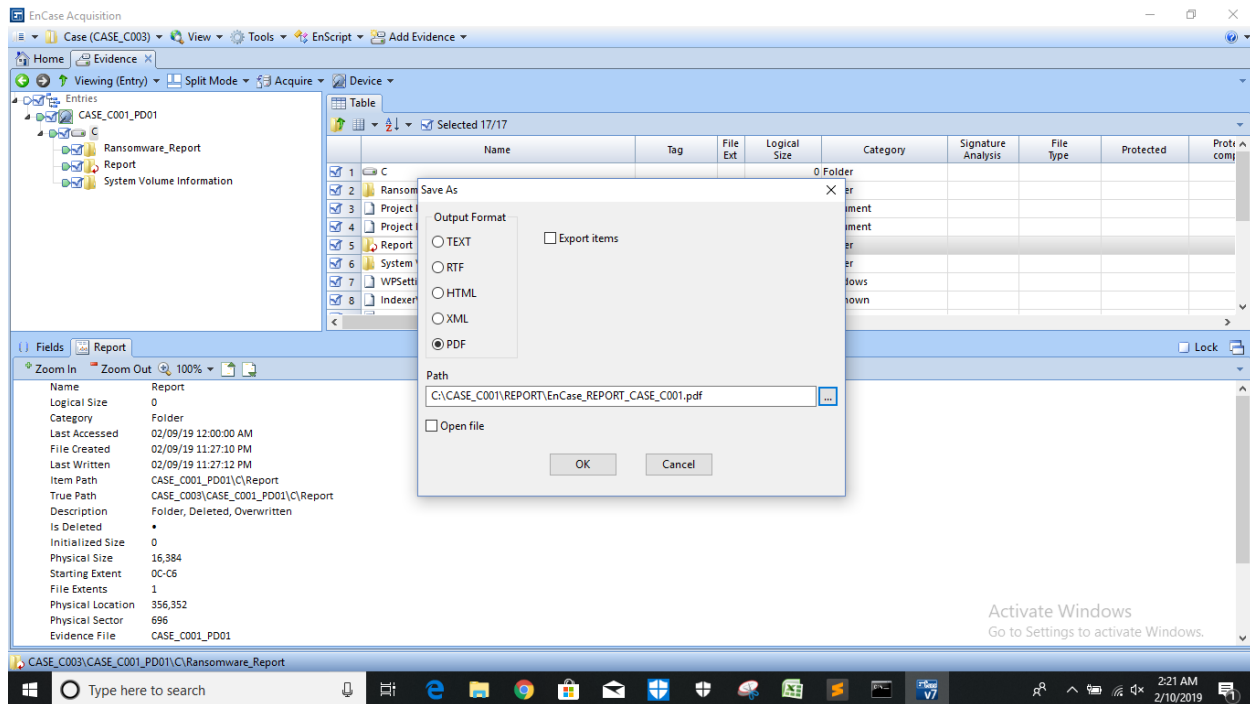 EnCase Acquisition
Case (CASE_C003) View Tools EnScript Add Evidence
Home Evidence
Viewing (Entry) Split Mode Acquire Device
Entries
CASE_C001_PD01
C
Ransomware_Report
Report
System Volume Information
Table
Selected 17/17
Name Tag File Ext Logical Size Category Signature Analysis File Type Protected
1 C 0 Folder
2 Ransom
3 Project
4 Project
5 Report
6 System
7 WPSetti
8 Indexer
Save As
Output Format
TEXT
RTF
HTML
XML
PDF
Export items
Path
C:\CASE_C001\REPORT\EnCase_REPORT_CASE_C001.pdf
...
Open file
OK Cancel
Fields Report Lock
Zoom In Zoom Out 100%
Name Report
Logical Size 0
Category Folder
Last Accessed 02/09/19 12:00:00 AM
File Created 02/09/19 11:27:10 PM
Last Written 02/09/19 11:27:12 PM
Item Path CASE_C001_PD01\C\Report
True Path CASE_C003\CASE_C001_PD01\C\Report
Description Folder, Deleted, Overwritten
Is Deleted •
Initialized Size 0
Physical Size 16,384
Starting Extent 0C-C6
File Extents 1
Physical Location 356,352
Physical Sector 696
Evidence File CASE_C001_PD01
Activate Windows
Go to Settings to activate Windows.
CASE_C003\CASE_C001_PD01\C\Ransomware_Report
Type here to search
v7
2:21 AM
2/10/2019